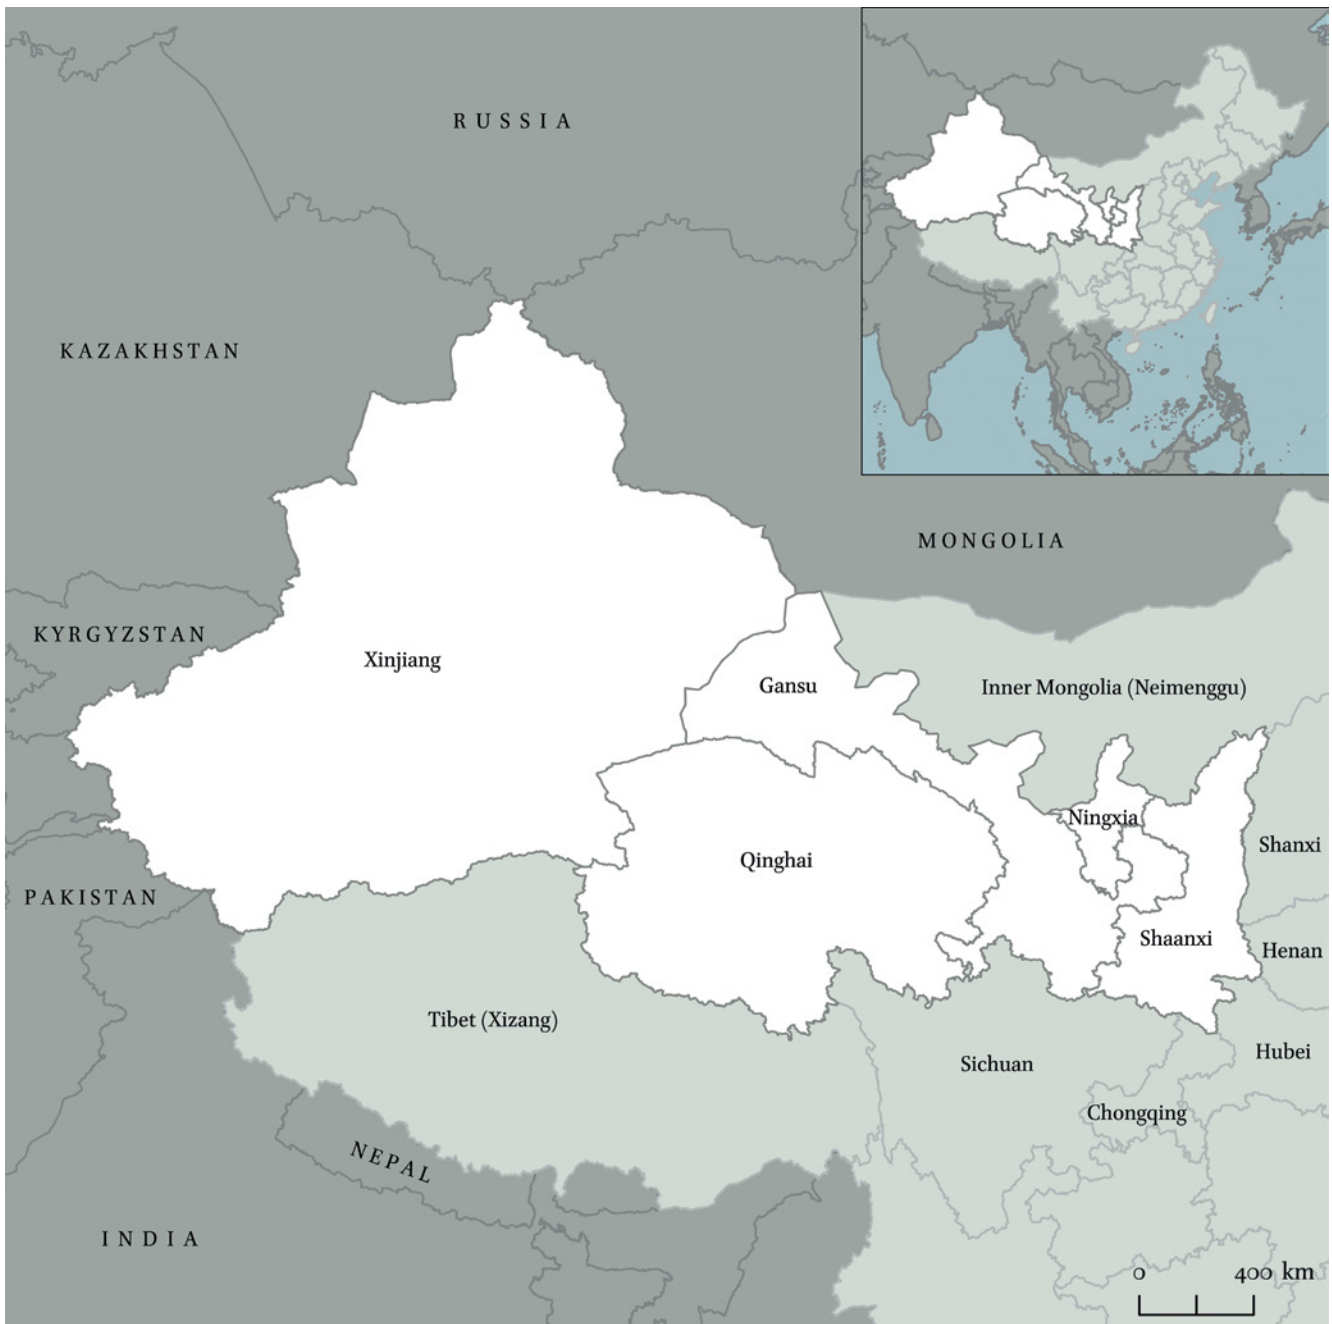 RUSSIA
KAZAKHSTAN
MONGOLIA
KYRGYZSTAN
Xinjiang
Gansu
Inner Mongolia (Neimenggu)
Ningxia
Shanxi
Qinghai
PAKISTAN
Shaanxi
Henan
Tibet (Xizang)
Sichuan
Hubei
Chongqing
NEPAL
INDIA
0 400 km